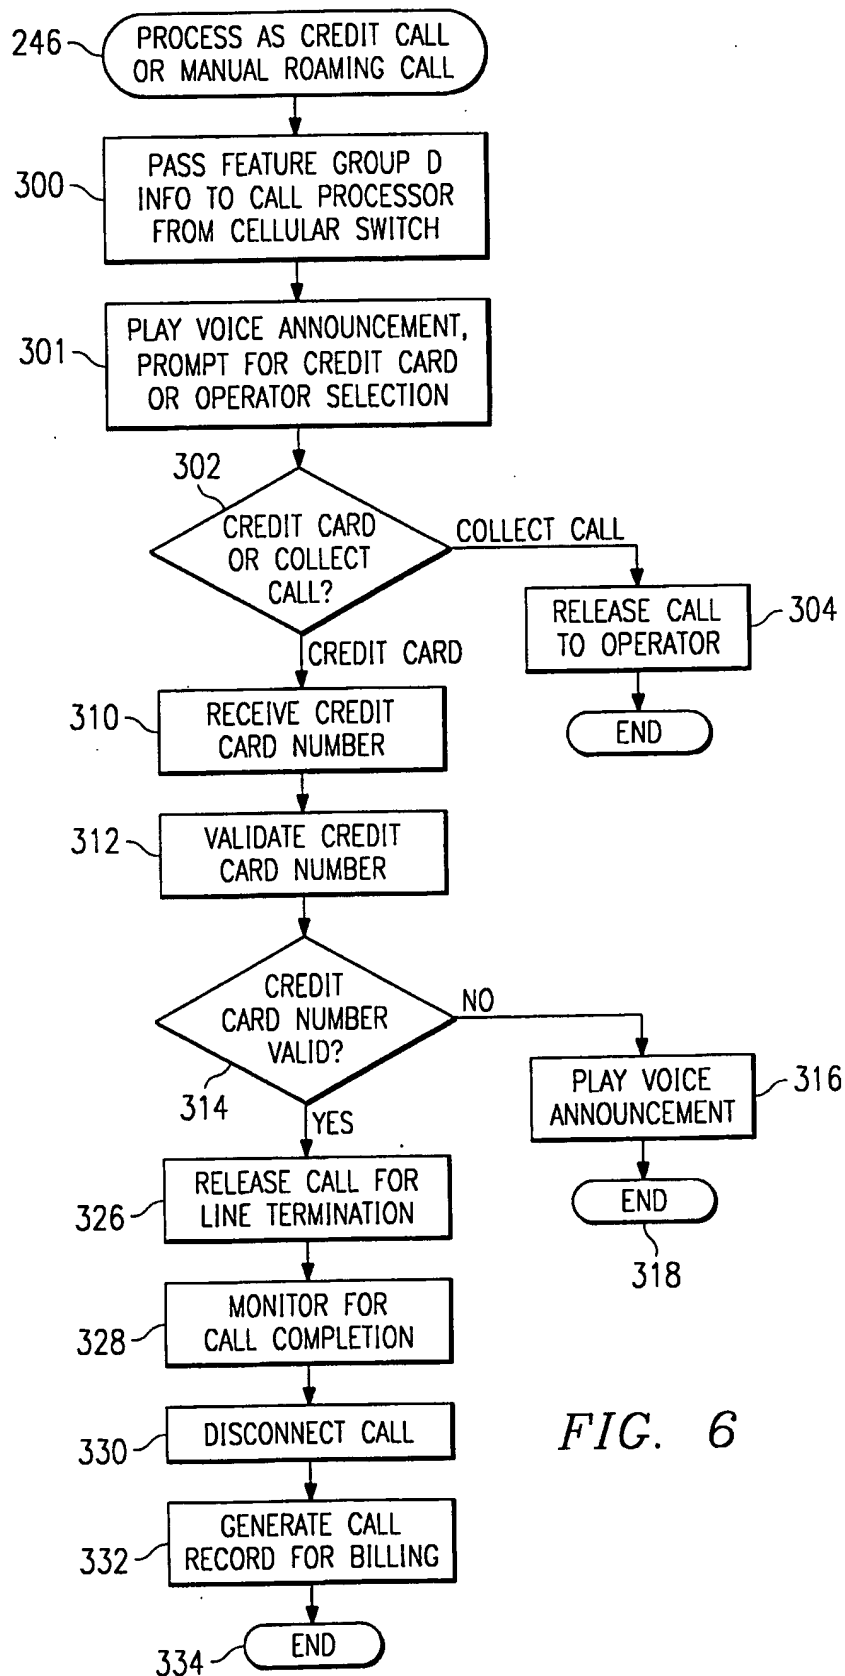 246
PROCESS AS CREDIT CALL
OR MANUAL ROAMING CALL
300
PASS FEATURE GROUP D
INFO TO CALL PROCESSOR
FROM CELLULAR SWITCH
301
PLAY VOICE ANNOUNCEMENT,
PROMPT FOR CREDIT CARD
OR OPERATOR SELECTION
302
CREDIT CARD
OR COLLECT
CALL?
COLLECT CALL
RELEASE CALL
TO OPERATOR
304
END
CREDIT CARD
310
RECEIVE CREDIT
CARD NUMBER
312
VALIDATE CREDIT
CARD NUMBER
CREDIT
CARD NUMBER
VALID?
314
NO
PLAY VOICE
ANNOUNCEMENT
316
END
318
YES
326
RELEASE CALL FOR
LINE TERMINATION
328
MONITOR FOR
CALL COMPLETION
330
DISCONNECT CALL
332
GENERATE CALL
RECORD FOR BILLING
334
END
FIG. 6